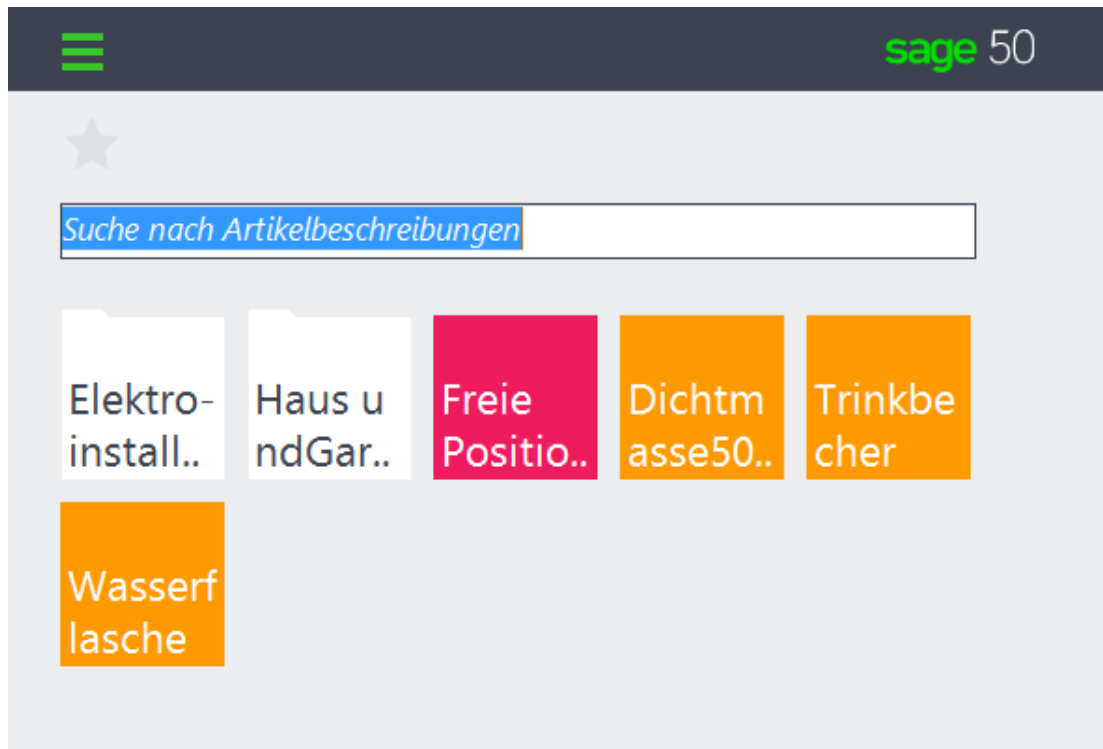 sage 50
Suche nach Artikelbeschreibungen
Elektro-
install..
Haus u
ndGar..
Freie
Positio..
Dichtm
asse50..
Trinkbe
cher
Wasserf
lasche